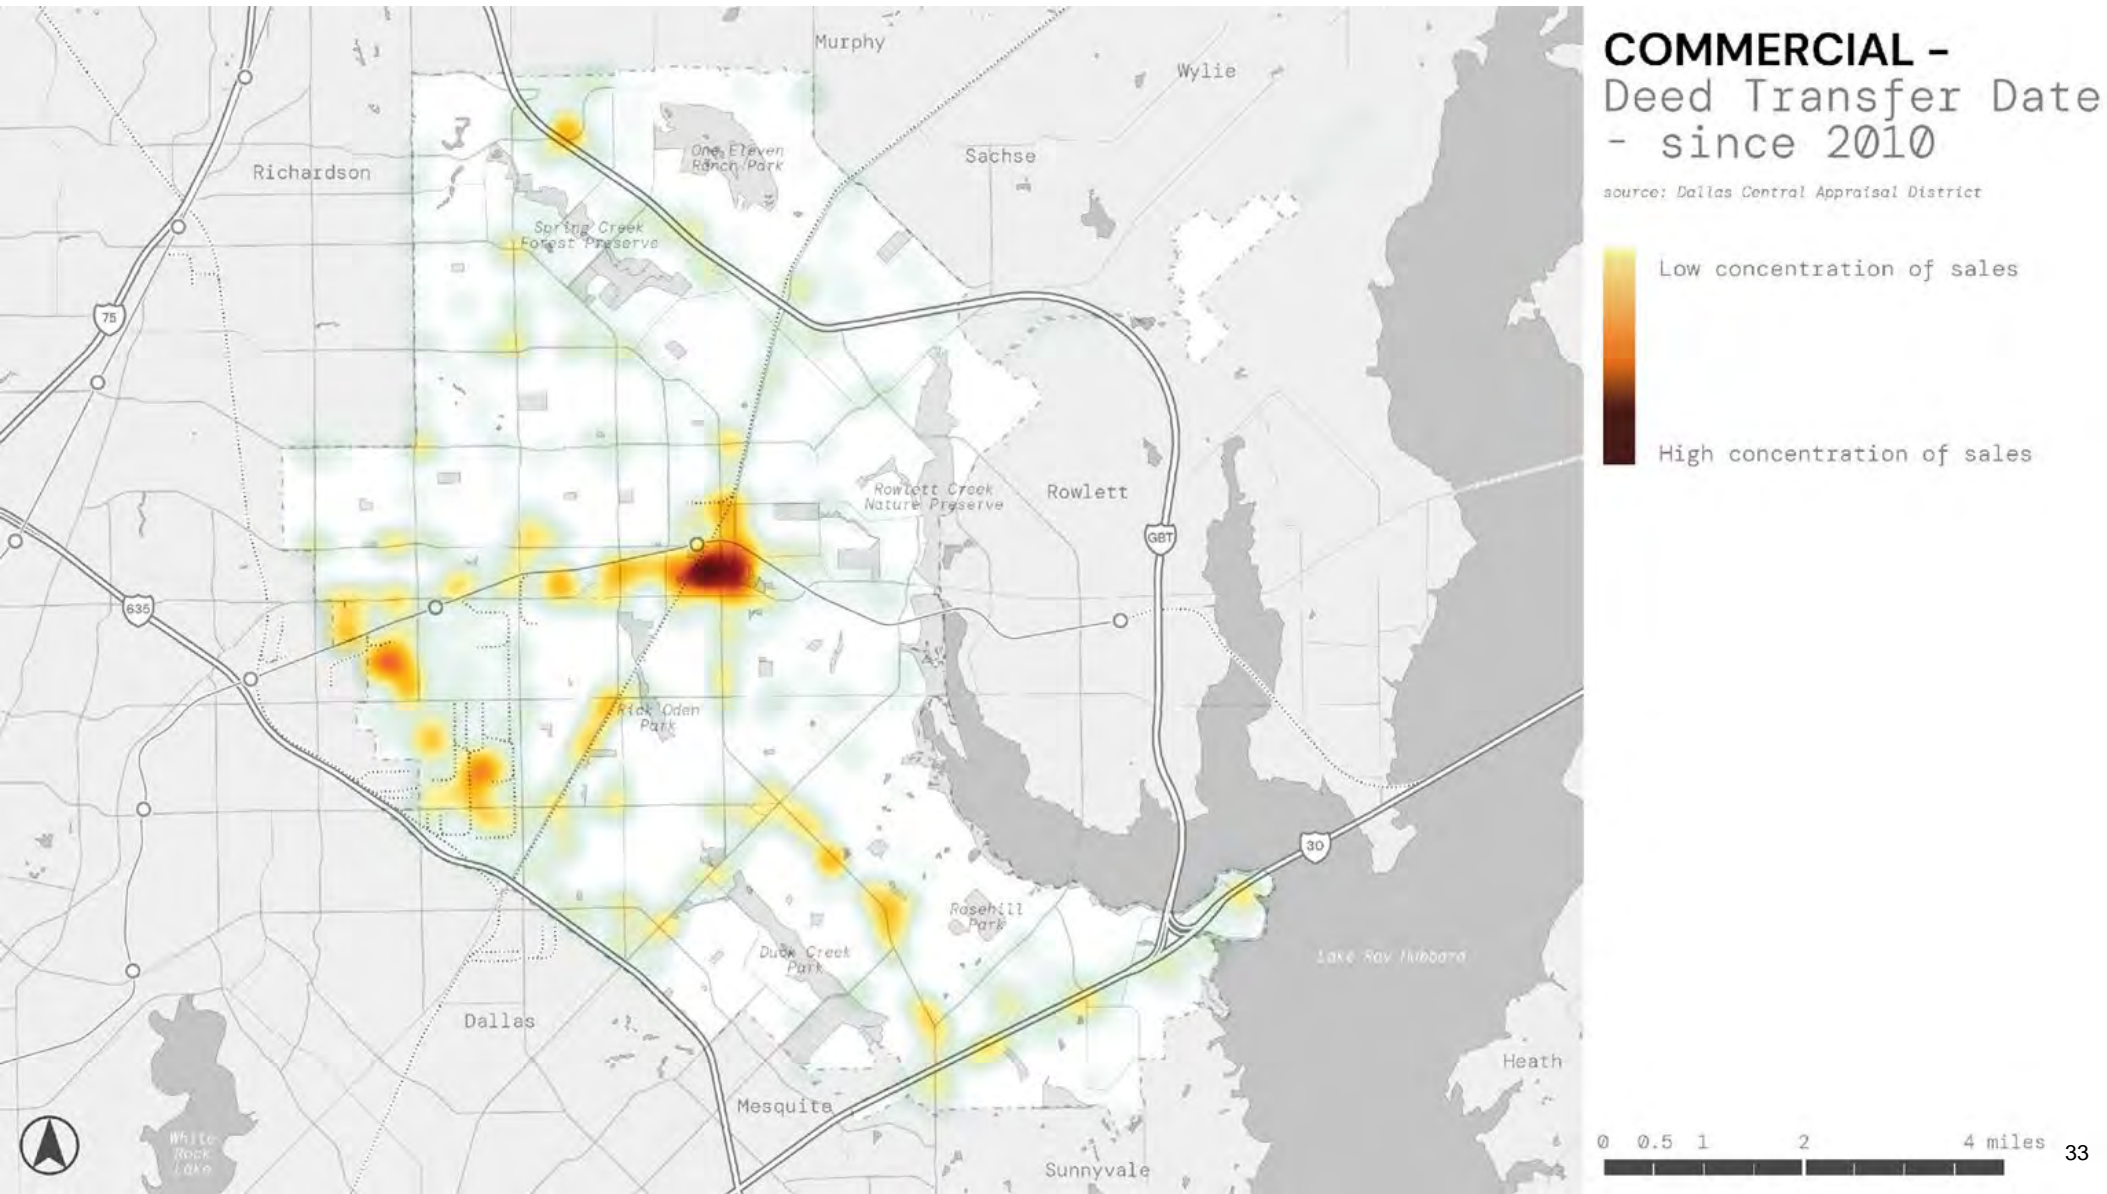 COMMERCIAL -
Deed Transfer Date
- since 2010
source: Dallas Central Appraisal District
Low concentration of sales
High concentration of sales
Murphy
Wylie
Richardson
One Eleven
Ranch Park
Sachse
Spring Creek
Forest Preserve
75
Rowlett Creek
Nature Preserve
Rowlett
GBT
635
Rick Oden
Park
30
Rosehill
Park
Duck Creek
Park
Lake Ray Hubbard
Dallas
Heath
Mesquite
White
Rock
Lake
Sunnyvale
0 0.5 1 2 4 miles
33